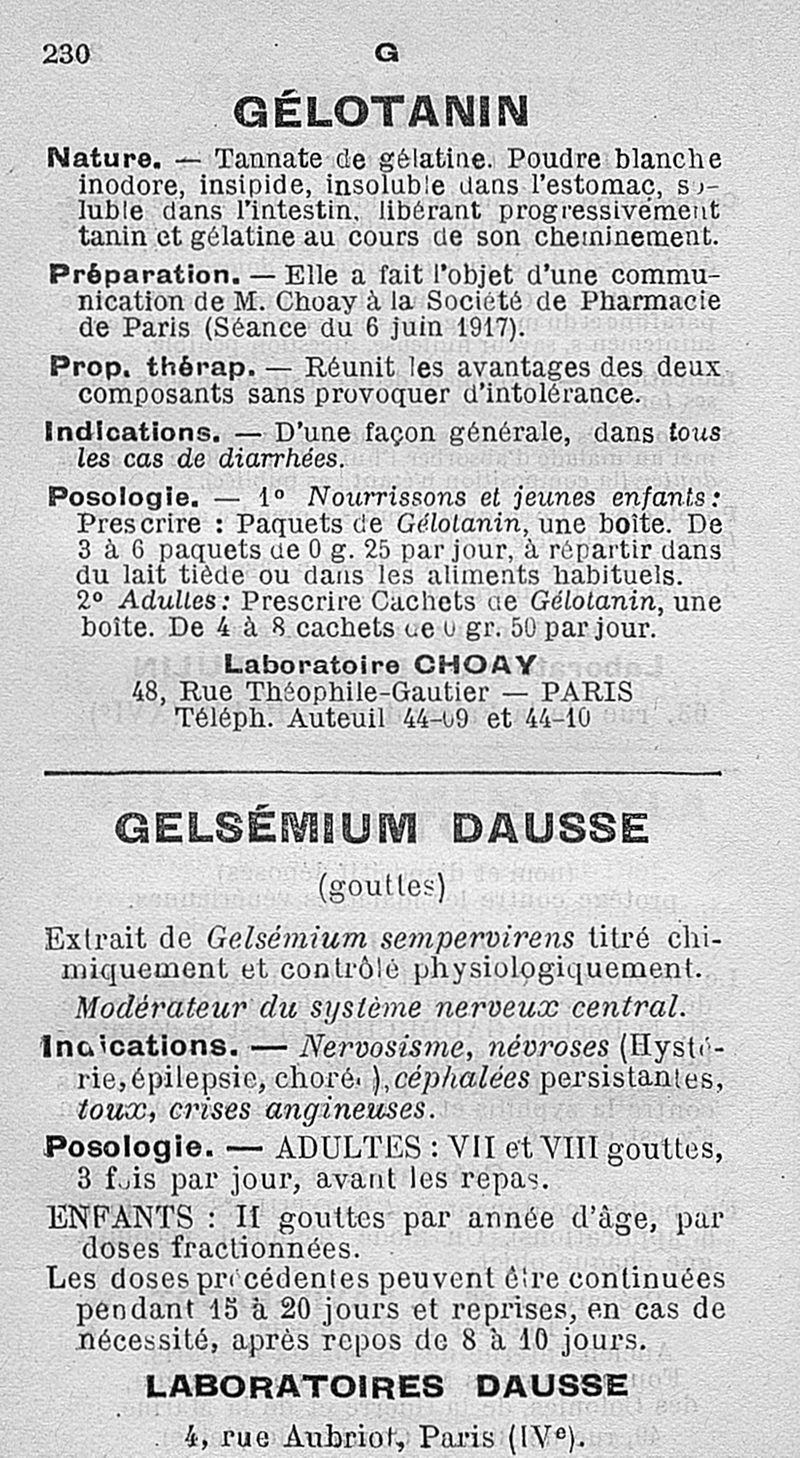 230
G
GÉLOTANIN
Nature. — Tannate de gélatine. Poudre blanche
inodore, insipide, insoluble dans l'estomac, so-
luble dans l'intestin, libérant progressivement
tanin et gélatine au cours de son cheminement.
Préparation. — Elle a fait l'objet d'une commu-
nication de M. Choay à la Société de Pharmacie
de Paris (Séance du 6 juin 1917).
Prop. thérap. — Réunit les avantages des deux
composants sans provoquer d'intolérance.
Indications. — D'une façon générale, dans tous
les cas de diarrhées.
Posologie. — 1° Nourrissons et jeunes enfants :
Prescrire : Paquets de Gélotanin, une boîte. De
3 à 6 paquets de 0 g. 25 par jour, à répartir dans
du lait tiède ou dans les aliments habituels.
2° Adultes : Prescrire Cachets de Gélotanin, une
boîte. De 4 à 8 cachets de 0 gr. 50 par jour.
Laboratoire CHOAY
48, Rue Théophile-Gautier — PARIS
Téléph. Auteuil 44-09 et 44-10
GELSÉMIUM DAUSSE
(gouttes)
Extrait de Gelsémium sempervirens titré chi-
miquement et contrôlé physiologiquement.
Modérateur du système nerveux central.
Indications. — Nervosisme, névroses (Hysté-
rie, épilepsie, chorée), céphalées persistantes,
toux, crises angineuses.
Posologie. — ADULTES : VII et VIII gouttes,
3 fois par jour, avant les repas.
ENFANTS : II gouttes par année d'âge, par
doses fractionnées.
Les doses précédentes peuvent être continuées
pendant 15 à 20 jours et reprises, en cas de
nécessité, après repos de 8 à 10 jours.
LABORATOIRES DAUSSE
4, rue Aubriot, Paris (IVe).